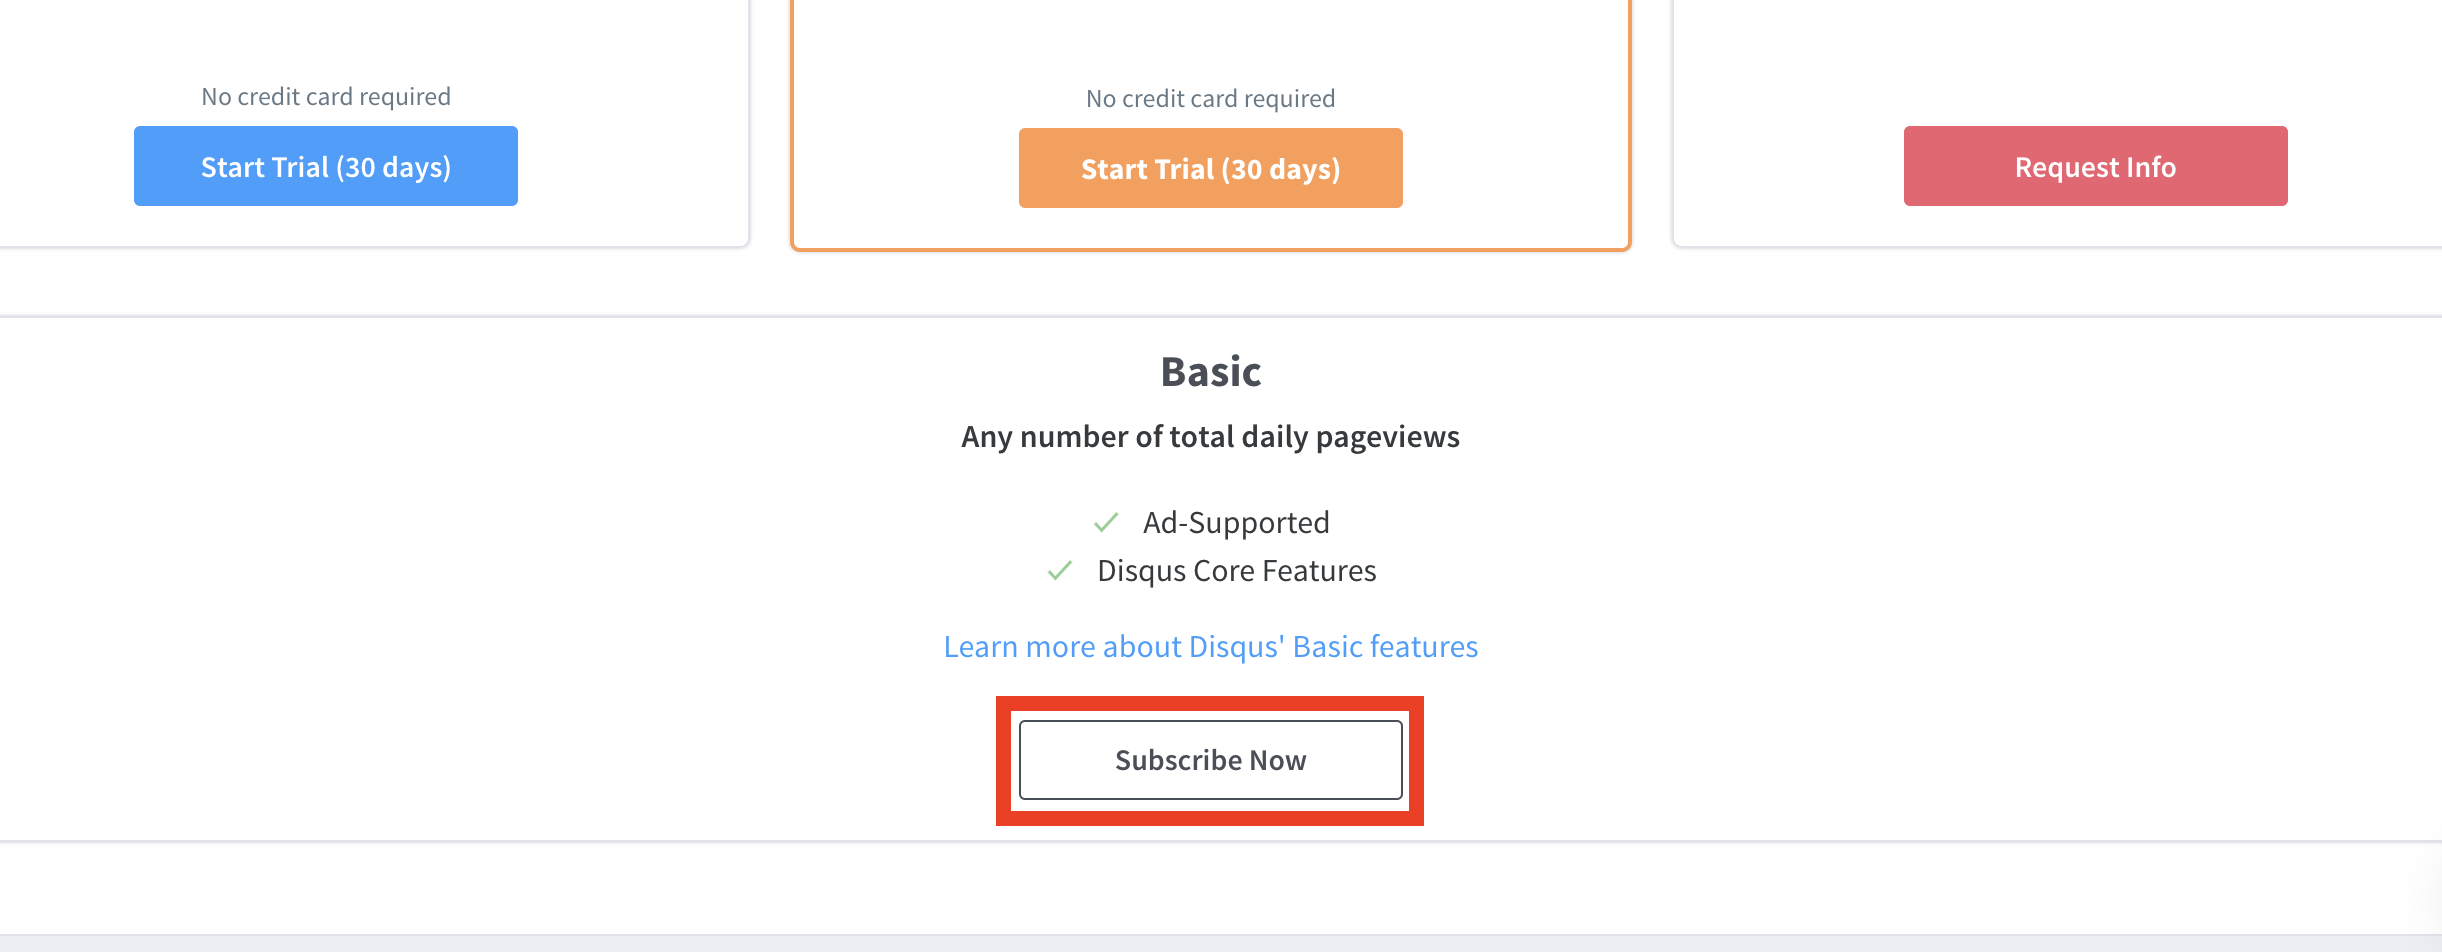 No credit card required
Start Trial (30 days)
No credit card required
Start Trial (30 days)
Request Info
Basic
Any number of total daily pageviews
Ad-Supported
Disqus Core Features
Learn more about Disqus' Basic features
Subscribe Now